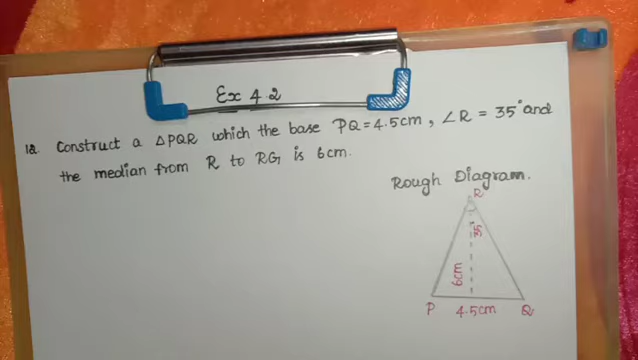 Ex 4.2
12. Construct a △PQR which the base PQ = 4.5cm, ∠R = 35° and
the median from R to RG is 6cm.
Rough Diagram.
R
35
6cm
P 4.5cm Q